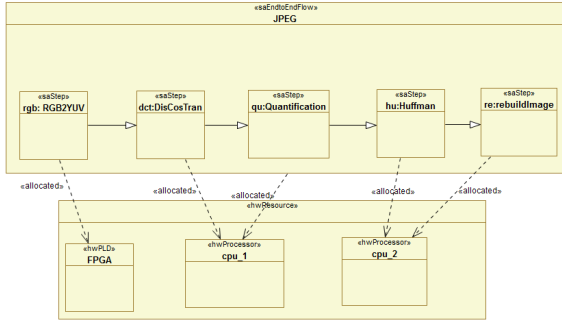 «saEndtoEndFlow»
JPEG
«saStep»
rgb: RGB2YUV
«saStep»
dct:DisCosTran
«saStep»
qu:Quantification
«saStep»
hu:Huffman
«saStep»
re:rebuildImage
«allocated»
«allocated»
«allocated»
«allocated»
«allocated»
«hwResource»
«hwPLD»
FPGA
«hwProcessor»
cpu_1
«hwProcessor»
cpu_2